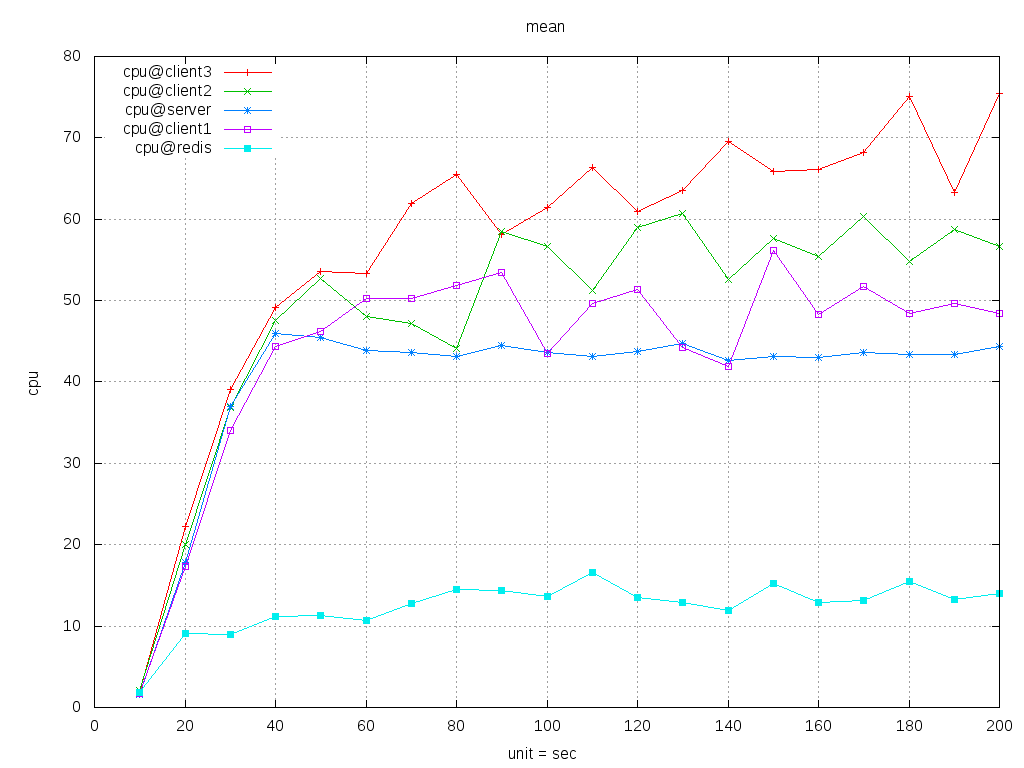 mean
80
70
60
50
40
30
20
10
0
cpu
cpu@client3
cpu@client2
cpu@server
cpu@client1
cpu@redis
0 20 40 60 80 100 120 140 160 180 200
unit = sec